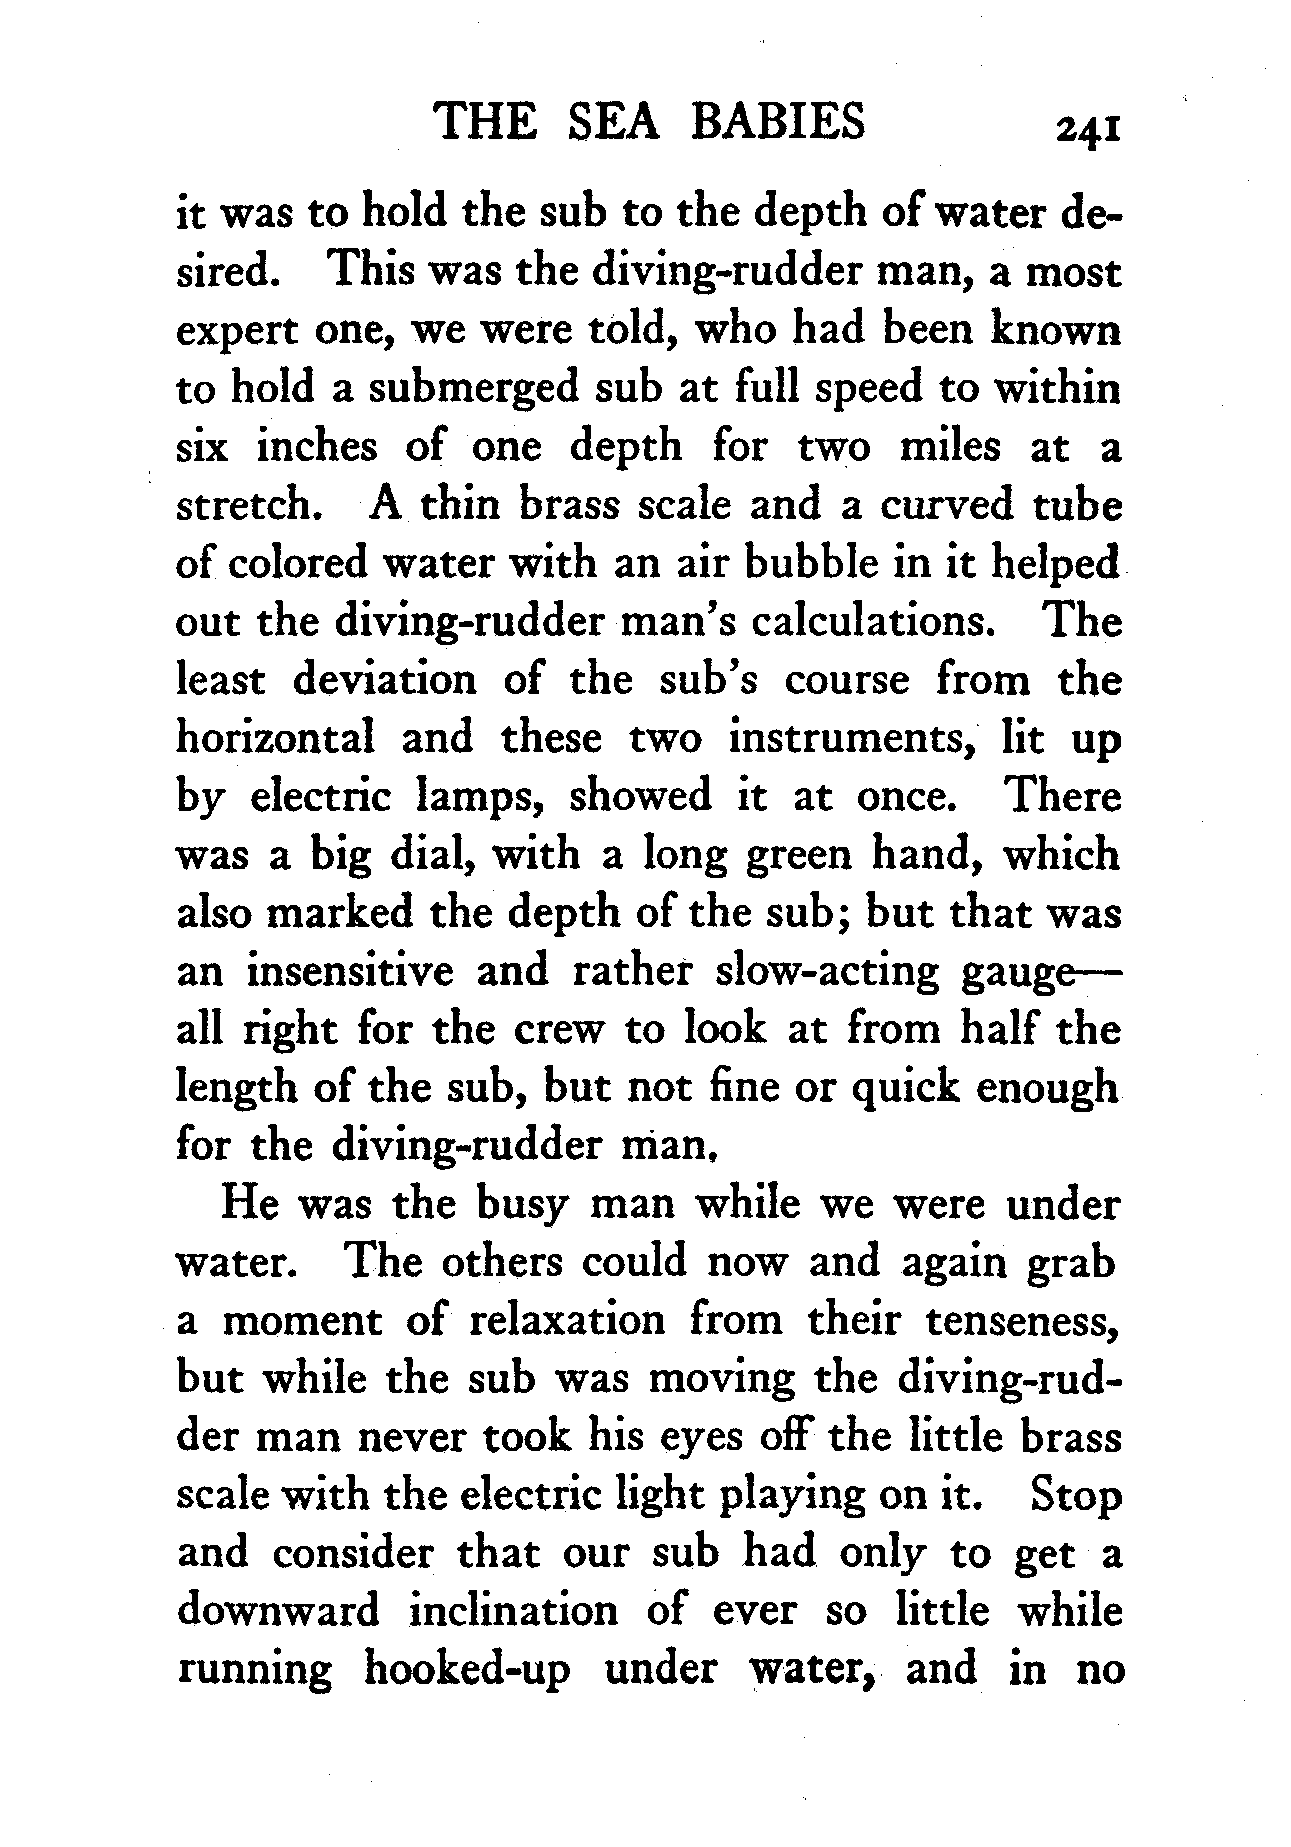 THE SEA BABIES 241
it was to hold the sub to the depth of water de-
sired. This was the diving-rudder man, a most
expert one, we were told, who had been known
to hold a submerged sub at full speed to within
six inches of one depth for two miles at a
stretch. A thin brass scale and a curved tube
of colored water with an air bubble in it helped
out the diving-rudder man's calculations. The
least deviation of the sub's course from the
horizontal and these two instruments, lit up
by electric lamps, showed it at once. There
was a big dial, with a long green hand, which
also marked the depth of the sub; but that was
an insensitive and rather slow-acting gauge—
all right for the crew to look at from half the
length of the sub, but not fine or quick enough
for the diving-rudder man.
He was the busy man while we were under
water. The others could now and again grab
a moment of relaxation from their tenseness,
but while the sub was moving the diving-rud-
der man never took his eyes off the little brass
scale with the electric light playing on it. Stop
and consider that our sub had only to get a
downward inclination of ever so little while
running hooked-up under water, and in no